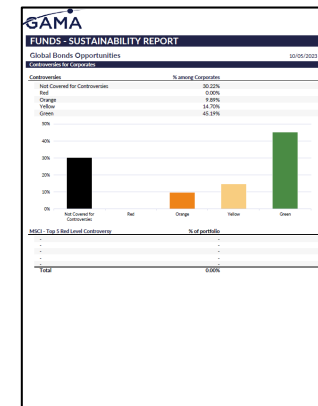 GAMA
FUNDS - SUSTAINABILITY REPORT
Global Bonds Opportunities 10/05/2021
Controversies for Corporates
Controversies % among Corporates
Not Covered for Controversies 30.22%
Red 0.00%
Orange 9.89%
Yellow 14.70%
Green 45.19%
50%
40%
30%
20%
10%
0%
Not Covered for Controversies Red Orange Yellow Green
MSCI - Top 5 Red Level Controversy % of portfolio
- -
- -
- -
- -
- -
Total 0.00%